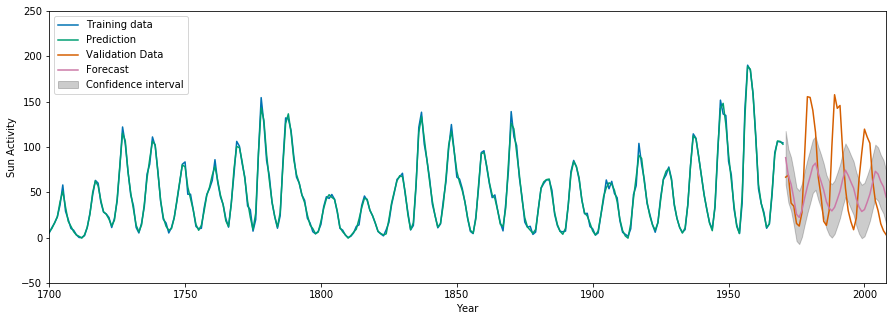 250
200
150
100
50
0
−50
Sun Activity
Training data
Prediction
Validation Data
Forecast
Confidence interval
1700 1750 1800 1850 1900 1950 2000
Year